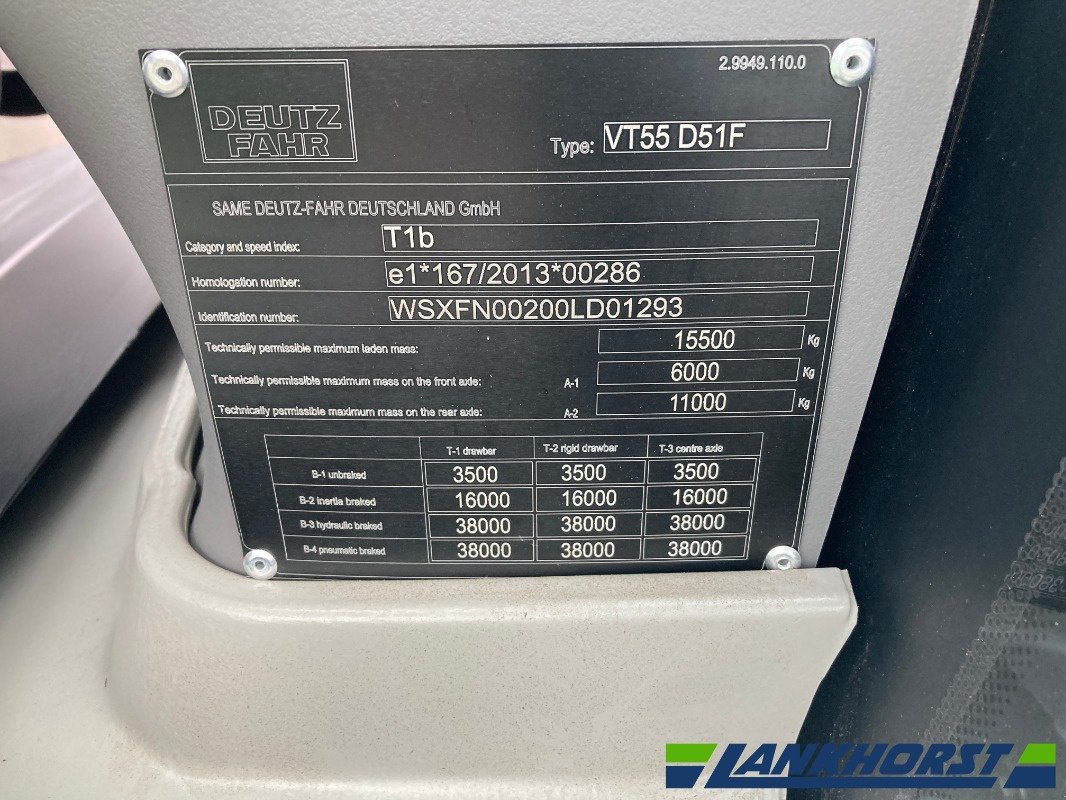 2.9949.110.0
DEUTZ
FAHR
Type: VT55 D51F
SAME DEUTZ-FAHR DEUTSCHLAND GmbH
Category and speed index: T1b
Homologation number: e1*167/2013*00286
Identification number: WSXFN00200LD01293
Technically permissible maximum laden mass: 15500 Kg
Technically permissible maximum mass on the front axle: A-1 6000 Kg
Technically permissible maximum mass on the rear axle: A-2 11000 Kg
T-1 drawbar T-2 rigid drawbar T-3 centre axle
B-1 unbraked 3500 3500 3500
B-2 inertia braked 16000 16000 16000
B-3 hydraulic braked 38000 38000 38000
B-4 pneumatic braked 38000 38000 38000
LANKHORST